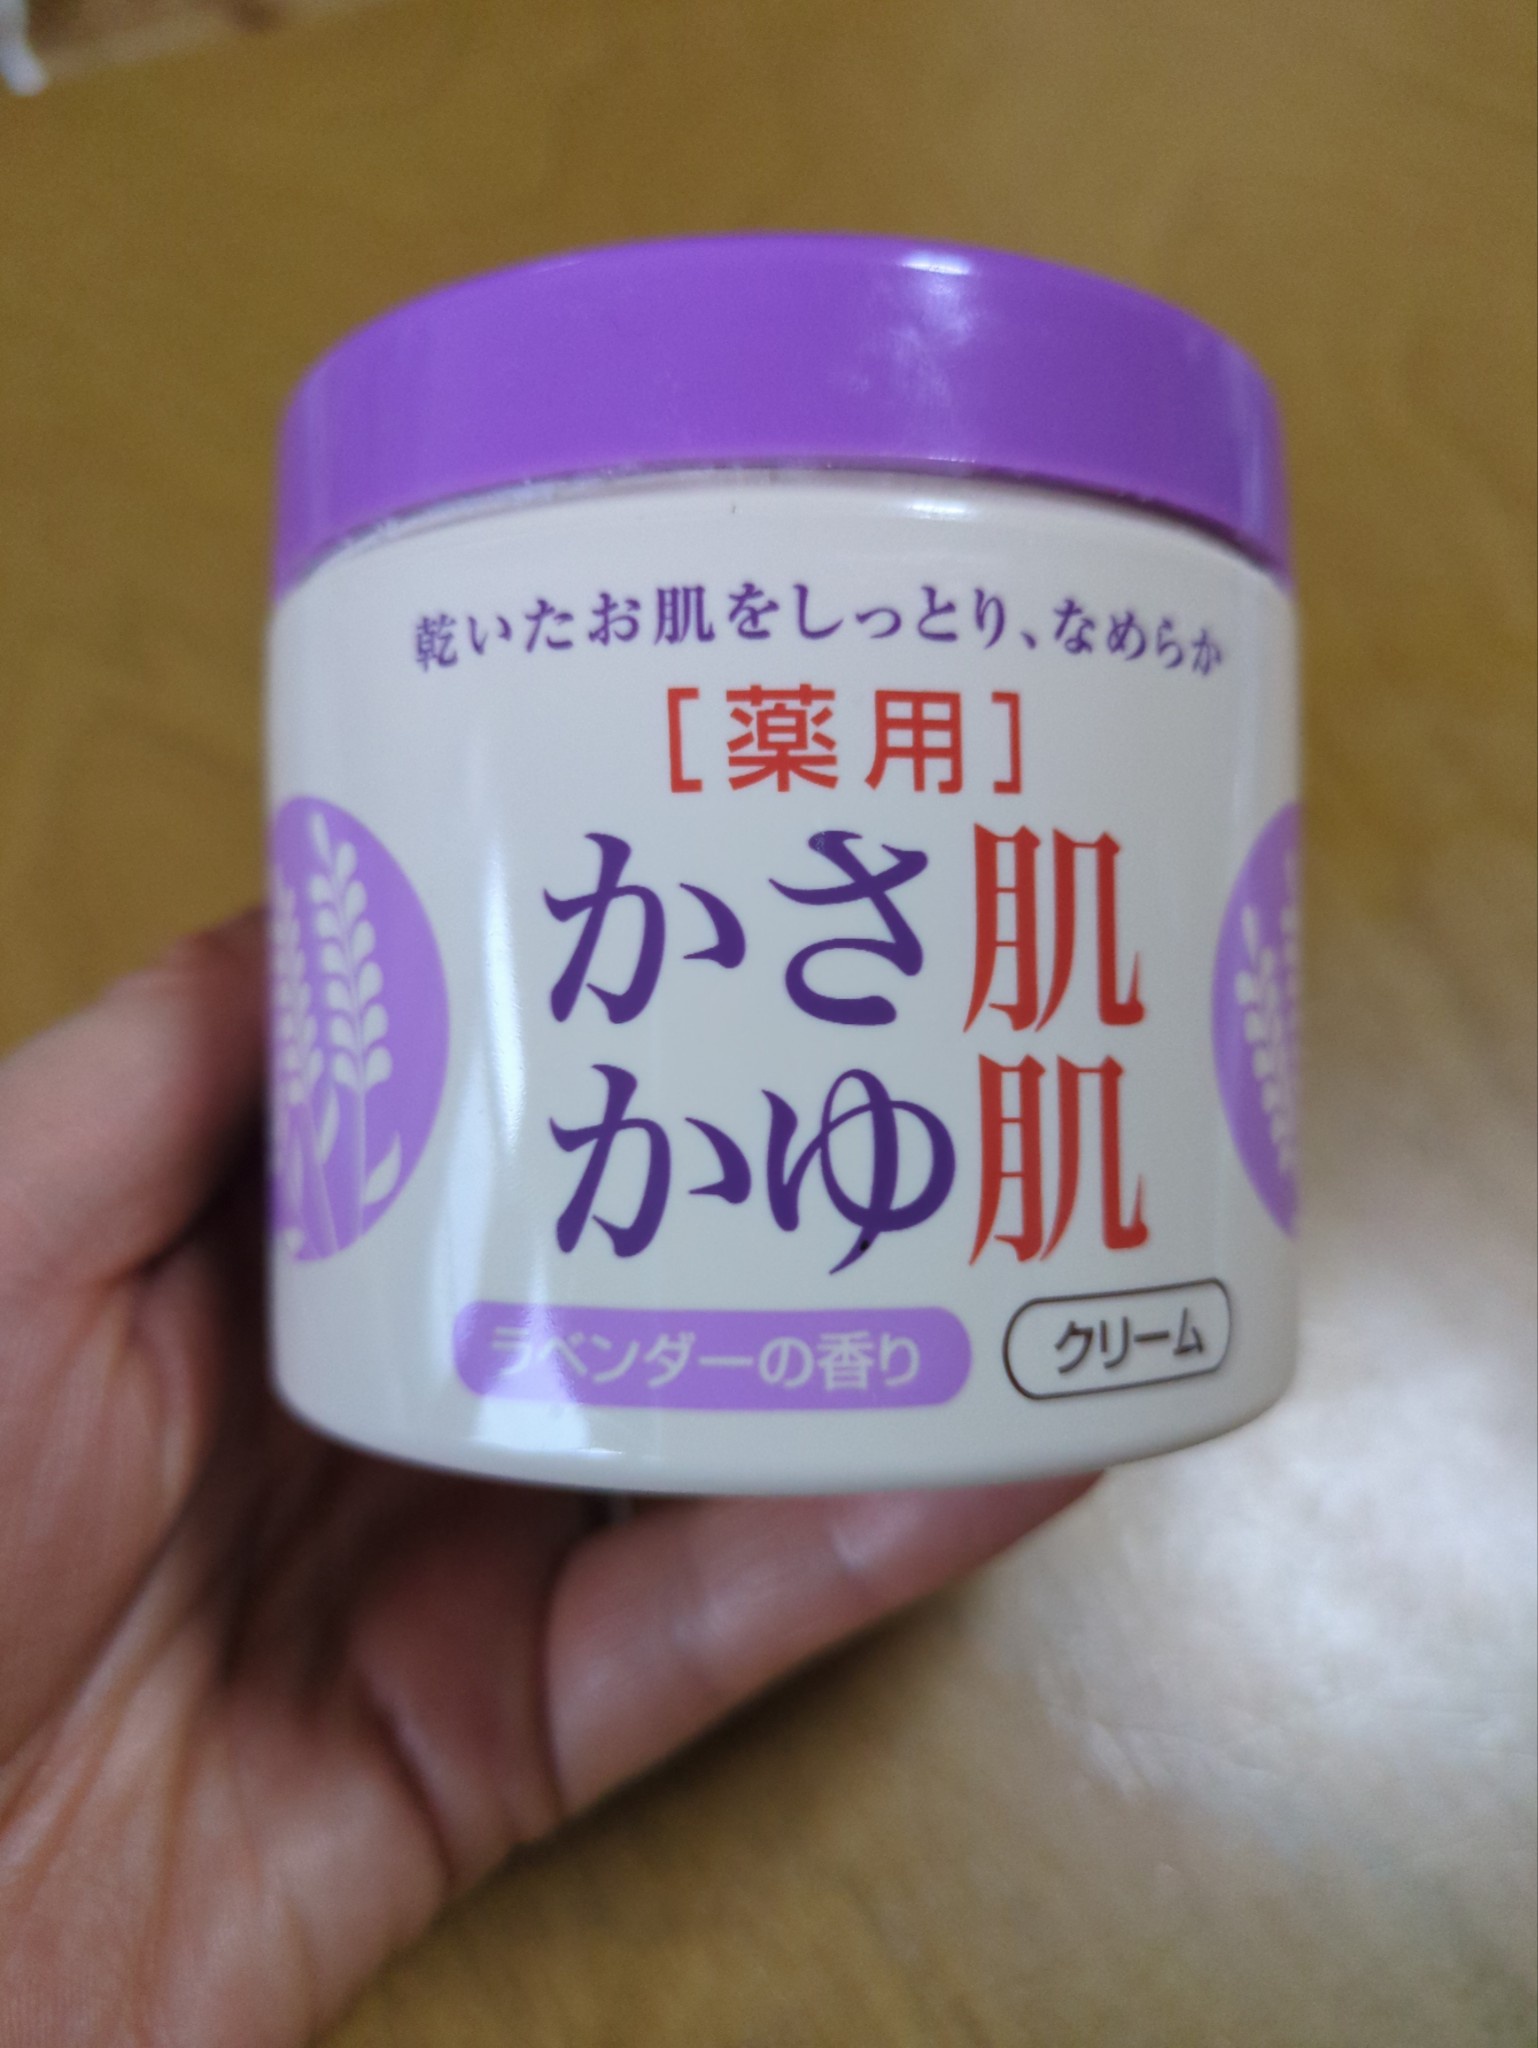 乾いたお肌をしっとり、なめらか
[薬用]
かさ肌
かゆ肌
ラベンダーの香り
クリーム